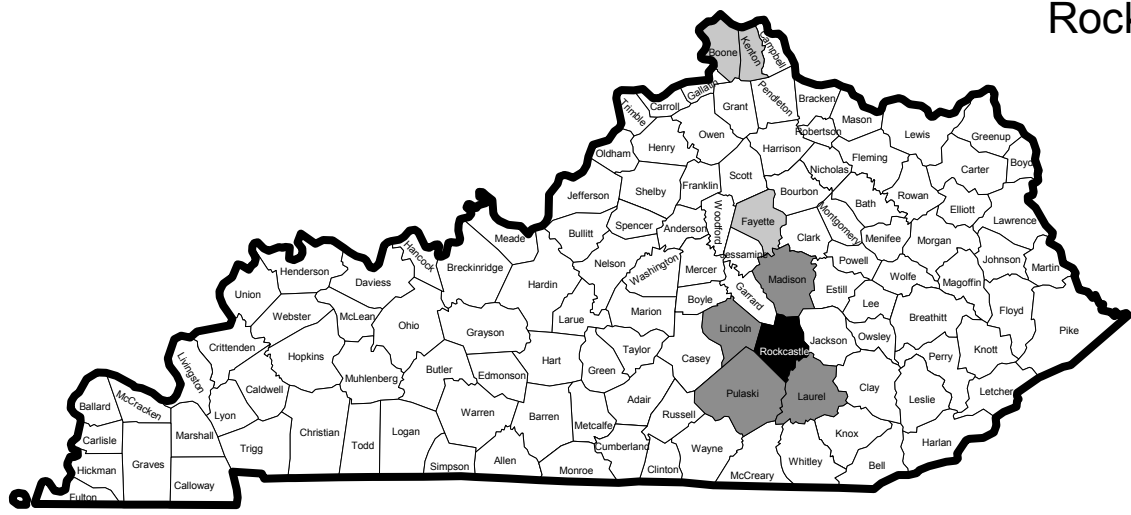 Rock
Boone
Kenton
Campbell
Gallatin
Carroll
Trimble
Grant
Pendleton
Bracken
Mason
Robertson
Lewis
Greenup
Boyd
Owen
Henry
Oldham
Harrison
Fleming
Carter
Nicholas
Scott
Franklin
Shelby
Jefferson
Bourbon
Rowan
Bath
Elliott
Lawrence
Woodford
Fayette
Montgomery
Spencer
Anderson
Bullitt
Clark
Menifee
Morgan
Meade
Hancock
Breckinridge
Nelson
Washington
Mercer
Jessamine
Powell
Johnson
Martin
Wolfe
Magoffin
Madison
Estill
Henderson
Daviess
Hardin
Garrard
Boyle
Lee
Union
Webster
McLean
Ohio
Larue
Marion
Floyd
Pike
Breathitt
Grayson
Lincoln
Owsley
Jackson
Rockcastle
Crittenden
Livingston
Hopkins
Hart
Taylor
Casey
Perry
Knott
Green
Butler
Edmonson
Muhlenberg
Caldwell
Clay
Leslie
Letcher
Pulaski
Laurel
Adair
Ballard
McCracken
Lyon
Warren
Barren
Russell
Metcalfe
Carlisle
Marshall
Christian
Logan
Todd
Trigg
Knox
Harlan
Cumberland
Wayne
Graves
Hickman
Simpson
Allen
Monroe
Clinton
McCreary
Whitley
Bell
Calloway
Fulton